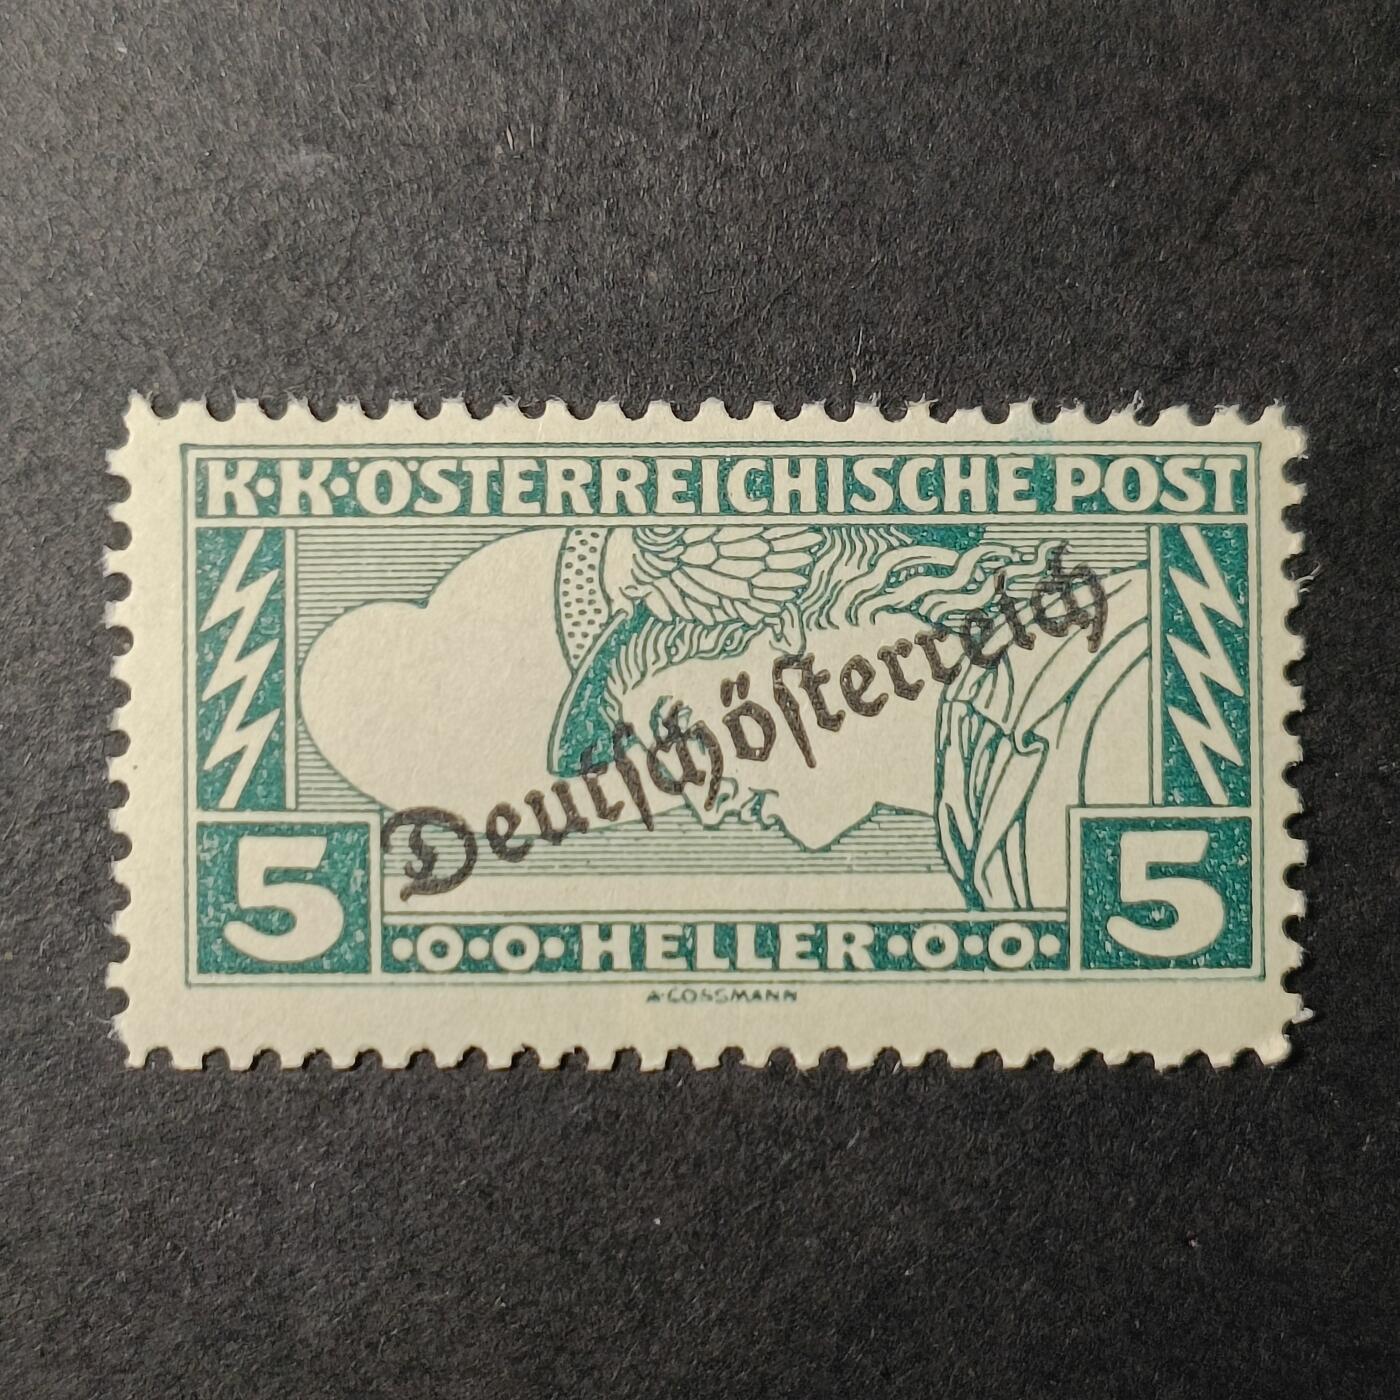 K·K·ÖSTERREICHISCHE POST
Deutschösterreich
5 ·O·O·HELLER·O·O· 5
A·COSSMANN